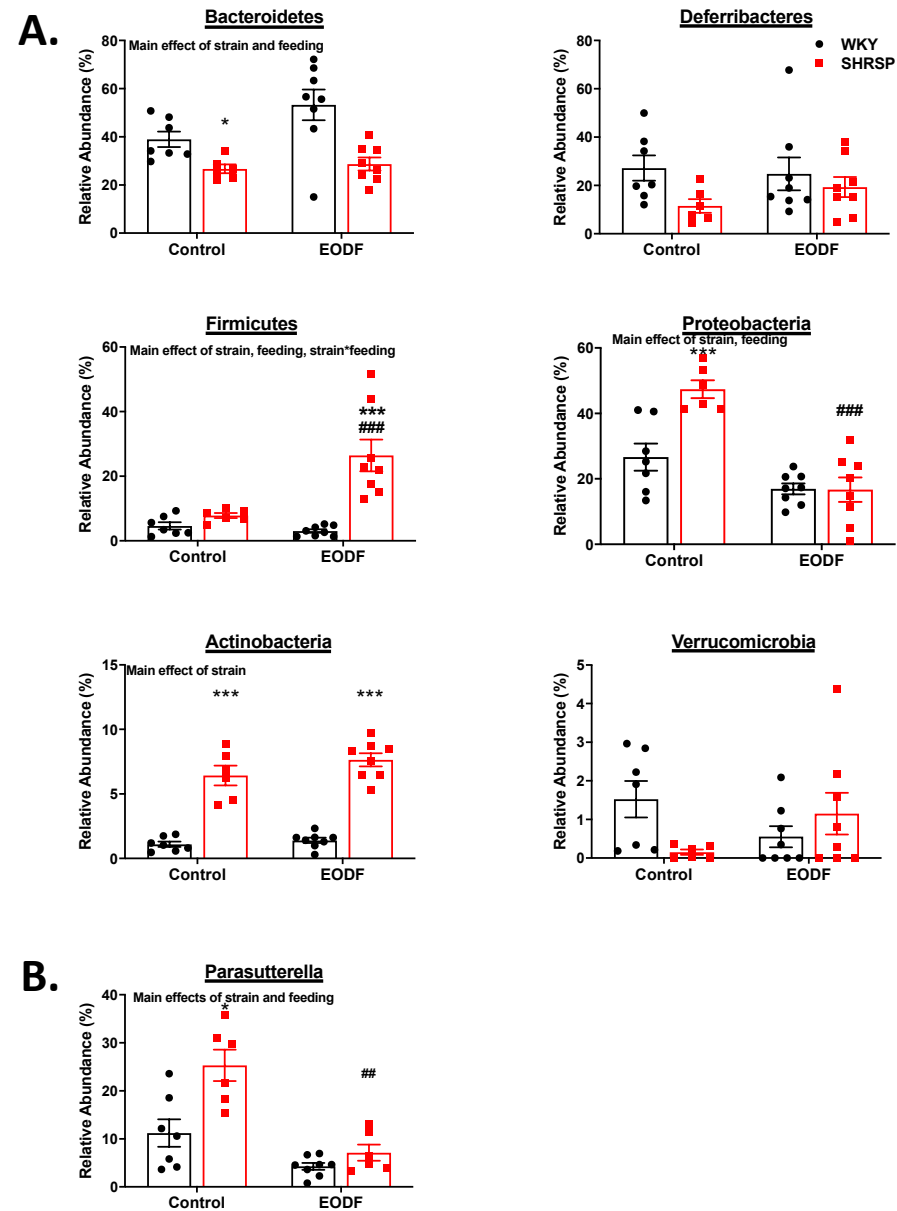 A.
Bacteroidetes
Main effect of strain and feeding
Relative Abundance (%)
80
60
40
20
0
*
Control
EODF
Deferribacteres
WKY
SHRSP
Relative Abundance (%)
80
60
40
20
0
Control
EODF
Firmicutes
Main effect of strain, feeding, strain*feeding
Relative Abundance (%)
60
40
20
0
***
###
Control
EODF
Proteobacteria
Main effect of strain, feeding
***
Relative Abundance (%)
60
40
20
0
###
Control
EODF
Actinobacteria
Main effect of strain
Relative Abundance (%)
15
10
5
0
***
***
Control
EODF
Verrucomicrobia
Relative Abundance (%)
5
4
3
2
1
0
Control
EODF
B.
Parasutterella
Main effects of strain and feeding
*
Relative Abundance (%)
40
30
20
10
0
##
Control
EODF